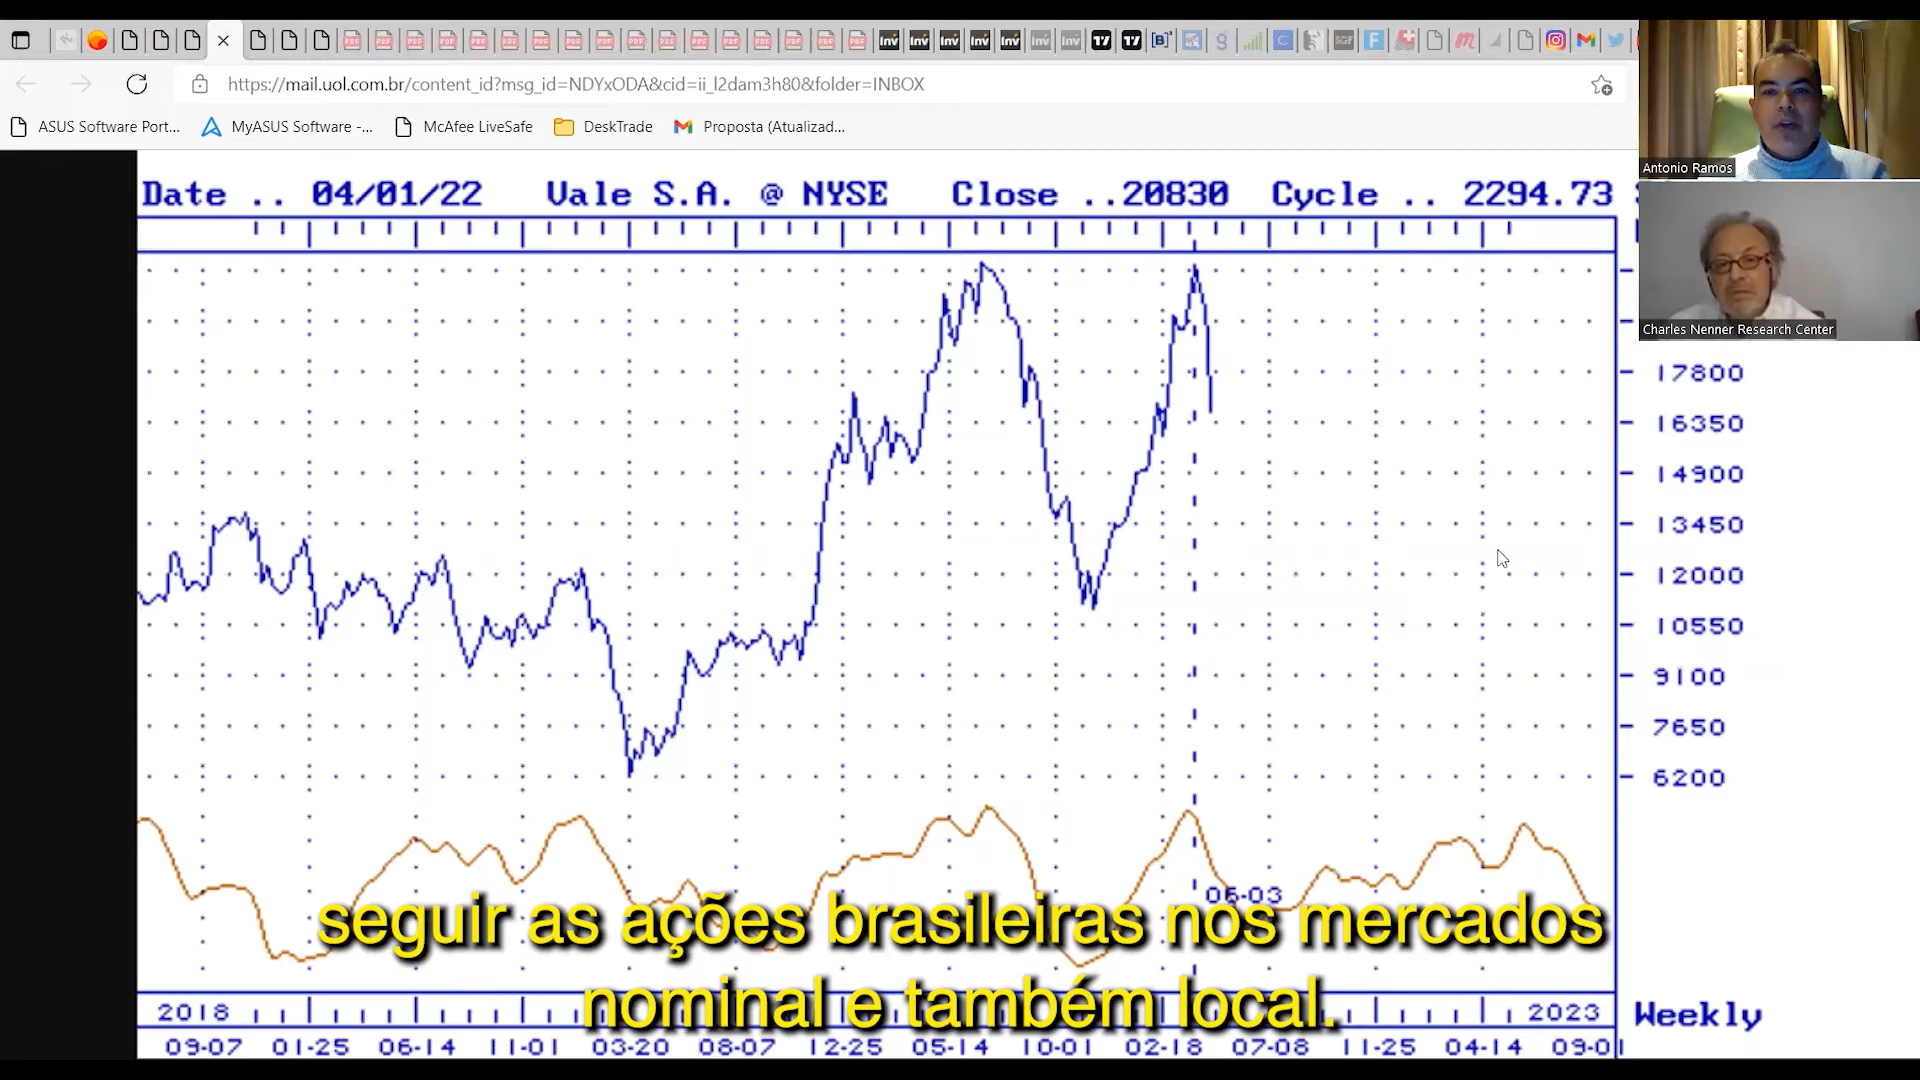 https://mail.uol.com.br/content_id?msg_id=NDYxODA&cid=ii_l2dam3h80&folder=INBOX
ASUS Software Port... MyASUS Software -... McAfee LiveSafe DeskTrade Proposta (Atualizad...
Antonio Ramos
Charles Nenner Research Center
Date .. 04/01/22 Vale S.A. @ NYSE Close ..20830 Cycle .. 2294.73
17800
16350
14900
13450
12000
10550
9100
7650
6200
06-03
seguir as ações brasileiras nos mercados
nominal e também local.
2018 2023 Weekly
09-07 01-25 06-14 11-01 03-20 08-07 12-25 05-14 10-01 02-18 07-08 11-25 04-14 09-01